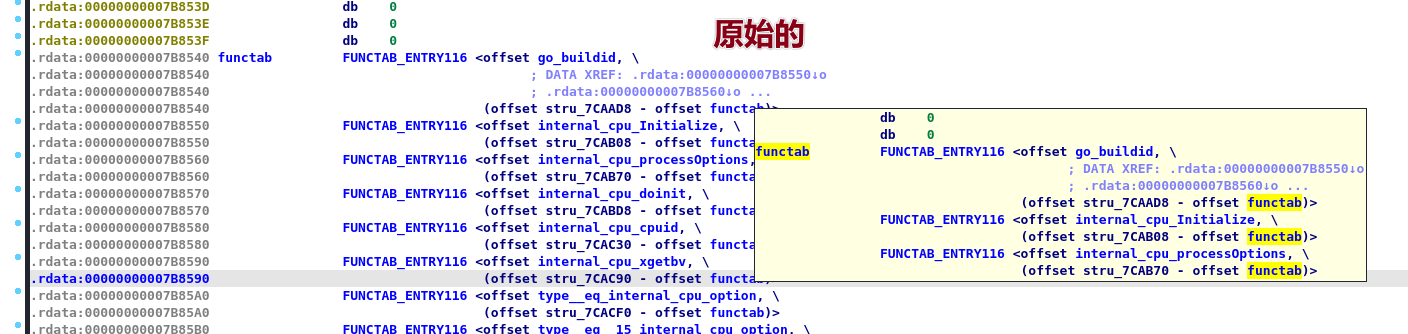 .rdata:00000000007B853D db 0
.rdata:00000000007B853E db 0
原始的
.rdata:00000000007B853F db 0
.rdata:00000000007B8540 functab FUNCTAB_ENTRY116 <offset go_buildid, \
.rdata:00000000007B8540 ; DATA XREF: .rdata:00000000007B8550↓o
.rdata:00000000007B8540 ; .rdata:00000000007B8560↓o ...
.rdata:00000000007B8540 (offset stru_7CAAD8 - offset functab)>
.rdata:00000000007B8550 FUNCTAB_ENTRY116 <offset internal_cpu_Initialize, \
.rdata:00000000007B8550 (offset stru_7CAB08 - offset functa
.rdata:00000000007B8560 FUNCTAB_ENTRY116 <offset internal_cpu_processOptions,
.rdata:00000000007B8560 (offset stru_7CAB70 - offset functa
.rdata:00000000007B8570 FUNCTAB_ENTRY116 <offset internal_cpu_doinit, \
.rdata:00000000007B8570 (offset stru_7CABD8 - offset functa
.rdata:00000000007B8580 FUNCTAB_ENTRY116 <offset internal_cpu_cpuid, \
.rdata:00000000007B8580 (offset stru_7CAC30 - offset functa
.rdata:00000000007B8590 FUNCTAB_ENTRY116 <offset internal_cpu_xgetbv, \
.rdata:00000000007B8590 (offset stru_7CAC90 - offset functab)>
.rdata:00000000007B85A0 FUNCTAB_ENTRY116 <offset type__eq_internal_cpu_option, \
.rdata:00000000007B85A0 (offset stru_7CACF0 - offset functab)>
.rdata:00000000007B85B0 FUNCTAB_ENTRY116 <offset type__eq_15_internal_cpu_option, \
db 0
db 0
functab FUNCTAB_ENTRY116 <offset go_buildid, \
; DATA XREF: .rdata:00000000007B8550↓o
; .rdata:00000000007B8560↓o ...
(offset stru_7CAAD8 - offset functab)>
FUNCTAB_ENTRY116 <offset internal_cpu_Initialize, \
(offset stru_7CAB08 - offset functab)>
FUNCTAB_ENTRY116 <offset internal_cpu_processOptions, \
(offset stru_7CAB70 - offset functab)>